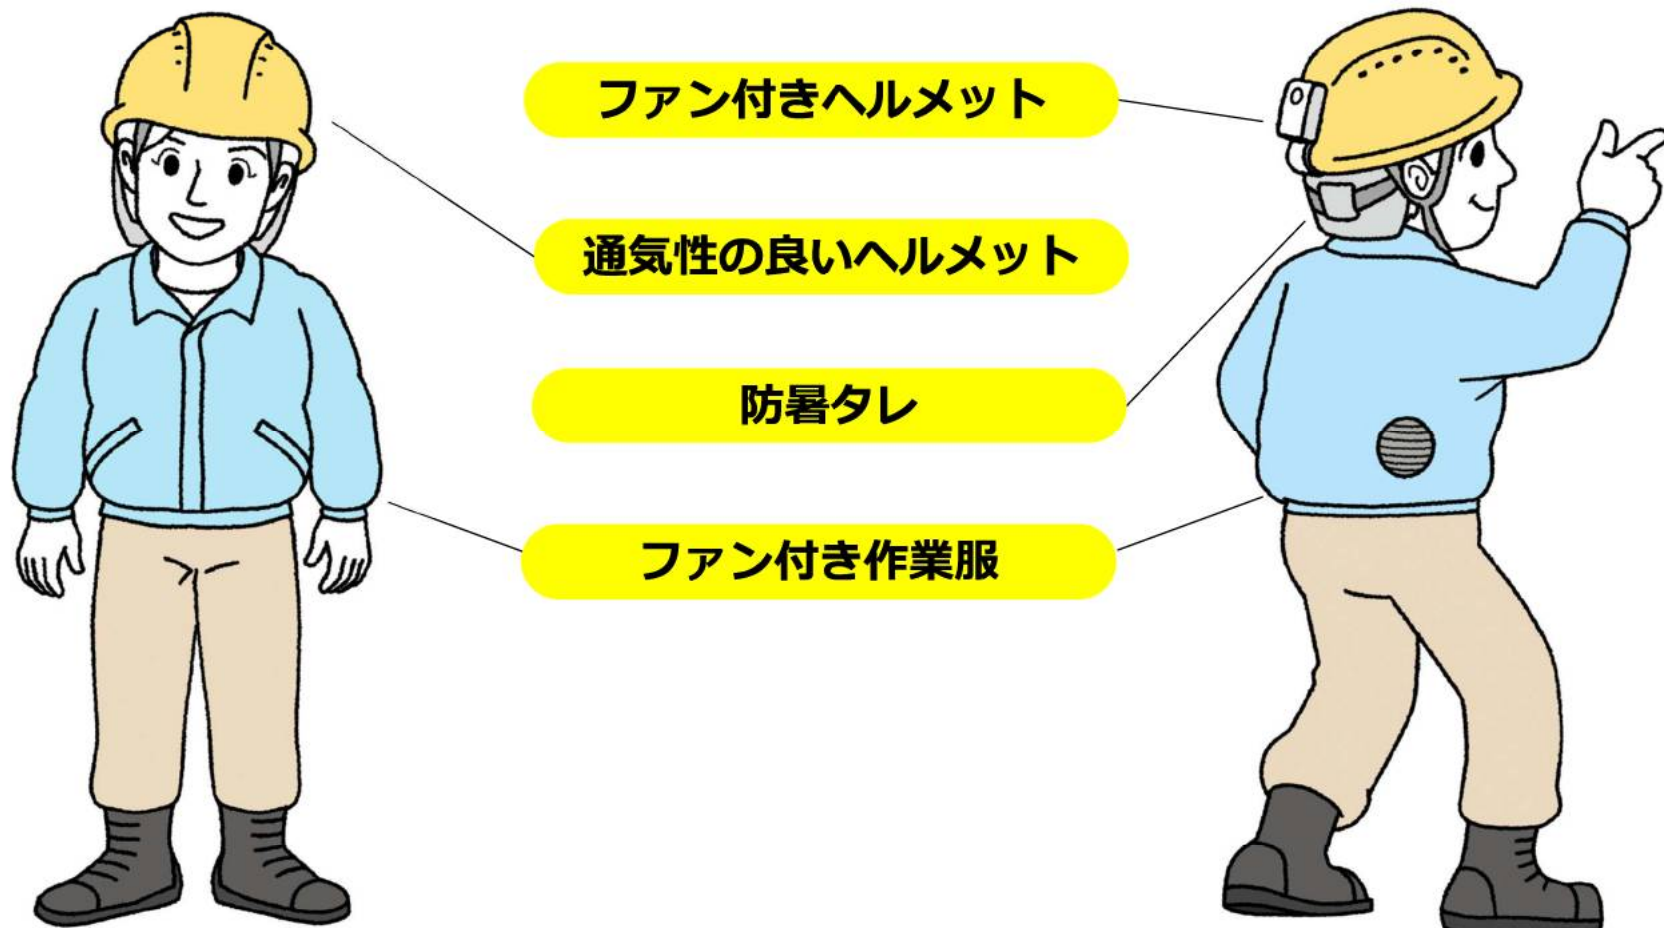 ファン付きヘルメット
通気性の良いヘルメット
防暑タレ
ファン付き作業服